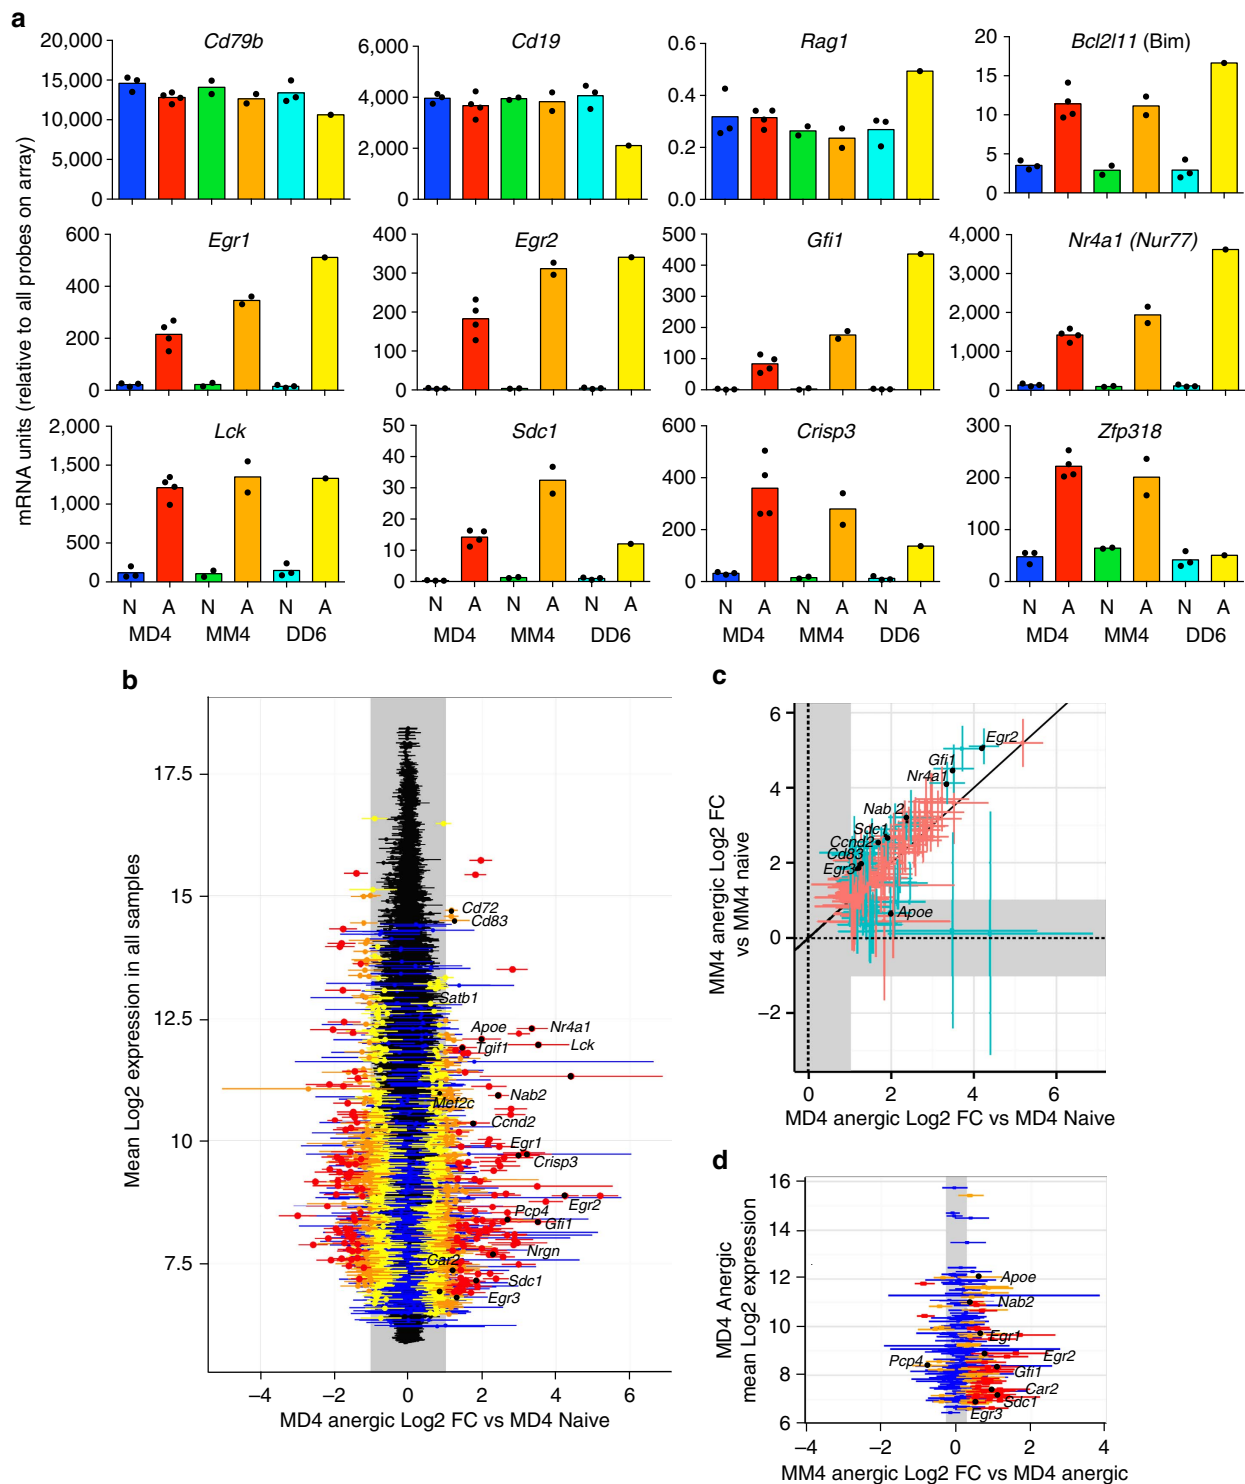 a
mRNA units (relative to all probes on array)
Cd79b
20,000
15,000
10,000
5,000
0
Cd19
6,000
4,000
2,000
0
Rag1
0.6
0.4
0.2
0.0
Bcl2l11 (Bim)
20
15
10
5
0
Egr1
600
400
200
0
Egr2
400
300
200
100
0
Gfi1
500
400
300
200
100
0
Nr4a1 (Nur77)
4,000
3,000
2,000
1,000
0
Lck
2,000
1,500
1,000
500
0
N A N A N A
MD4 MM4 DD6
Sdc1
50
40
30
20
10
0
N A N A N A
MD4 MM4 DD6
Crisp3
600
400
200
0
N A N A N A
MD4 MM4 DD6
Zfp318
300
200
100
0
N A N A N A
MD4 MM4 DD6
b
Mean Log2 expression in all samples
17.5
15
12.5
10
7.5
Cd72
Cd83
Satb1
Apoe
Nr4a1
Tgif1
Lck
Mef2c
Nab2
Ccnd2
Egr1
Crisp3
Egr2
Pcp4
Gfi1
Nrgn
Car2
Sdc1
Egr3
−4 −2 0 2 4 6
MD4 anergic Log2 FC vs MD4 Naive
c
MM4 anergic Log2 FC
vs MM4 naive
6
4
2
0
−2
Egr2
Gfi1
Nr4a1
Nab 2
Sdc1
Ccnd2
Cd83
Egr3
Apoe
0 2 4 6
MD4 anergic Log2 FC vs MD4 Naive
d
MD4 Anergic
mean Log2 expression
16
14
12
10
8
6
Apoe
Nab2
Egr1
Egr2
Pcp4
Gfi1
Car2
Sdc1
Egr3
−4 −2 0 2 4
MM4 anergic Log2 FC vs MD4 anergic